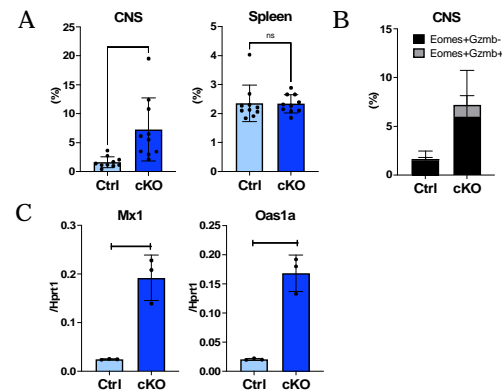 A
CNS
(%)
25
20
15
10
5
0
Ctrl
cKO
Spleen
(%)
5
4
3
2
1
0
ns
Ctrl
cKO
B
CNS
Eomes+Gzmb-
Eomes+Gzmb+
(%)
15
10
5
0
Ctrl
cKO
C
Mx1
/Hprt1
0.3
0.2
0.1
0.0
Ctrl
cKO
Oas1a
/Hprt1
0.25
0.20
0.15
0.10
0.05
0.00
Ctrl
cKO